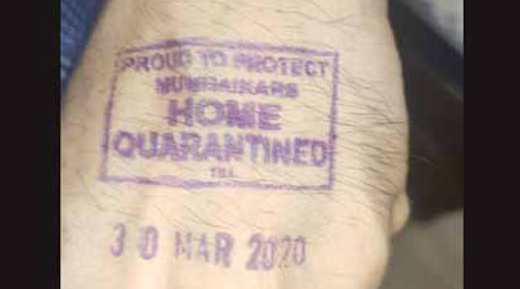 PROUD TO PROTECT
MUMBAIKARS
HOME
QUARANTINED
TILL
30 MAR 2020